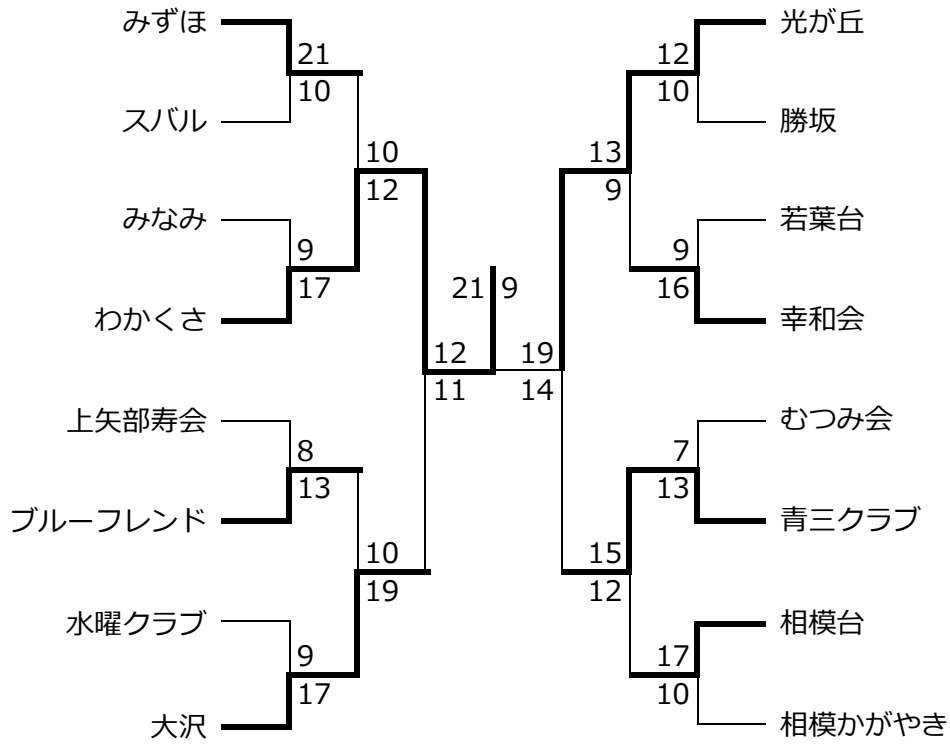 みずほ
21
10
スバル
10
12
みなみ
9
17
わかくさ
12
11
上矢部寿会
8
13
ブルーフレンド
10
19
水曜クラブ
9
17
大沢
21 9
光が丘
12
10
勝坂
13
9
若葉台
9
16
幸和会
19
14
むつみ会
7
13
青三クラブ
15
12
相模台
17
10
相模かがやき